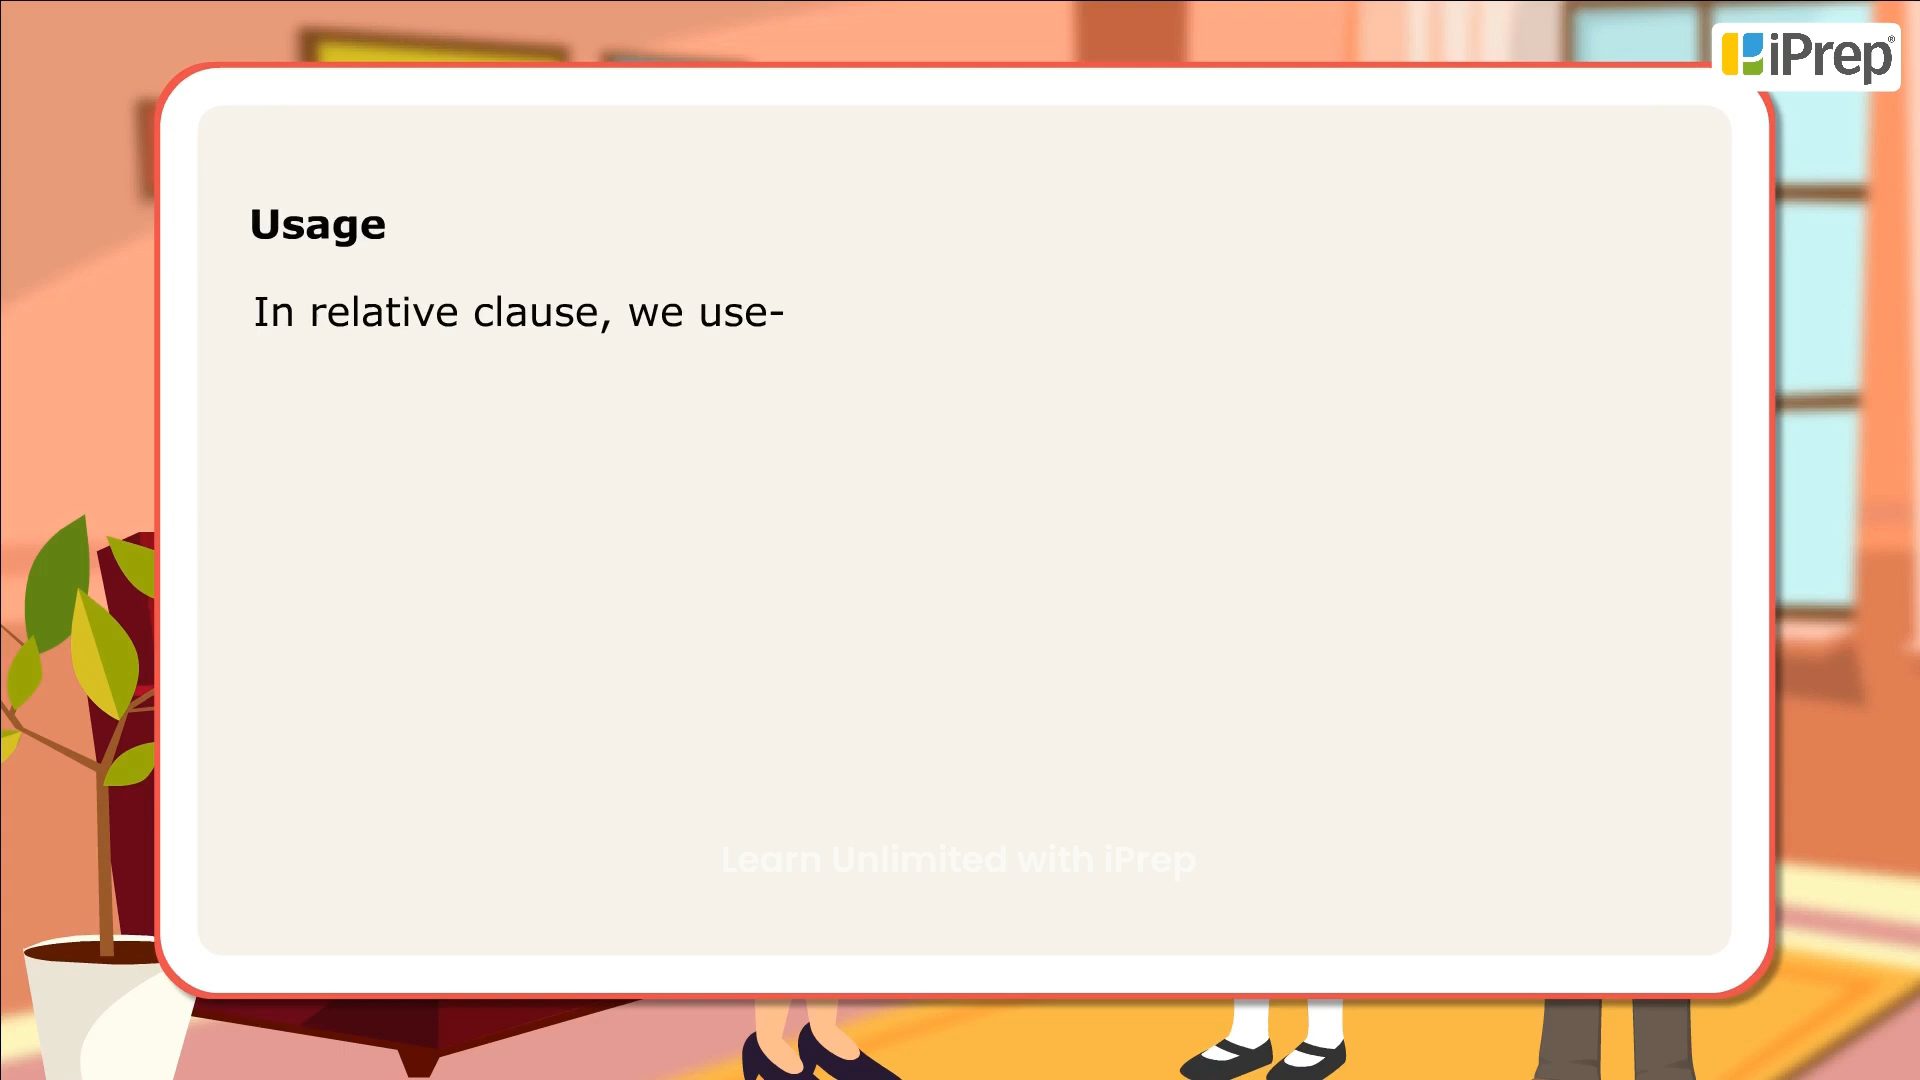 iPrep®
Usage
In relative clause, we use-
Learn Unlimited with iPrep